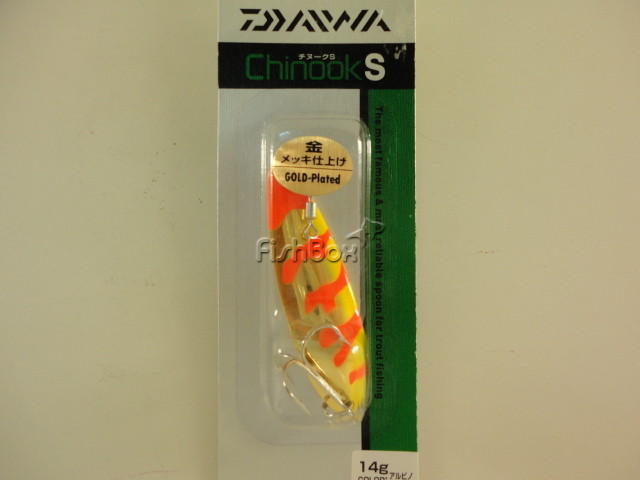 DAIWA
チヌークS
Chinook S
金
メッキ仕上げ
GOLD-Plated
The most famous & most reliable spoon for trout fishing
FishBox
14g
COLOR: アルビノ